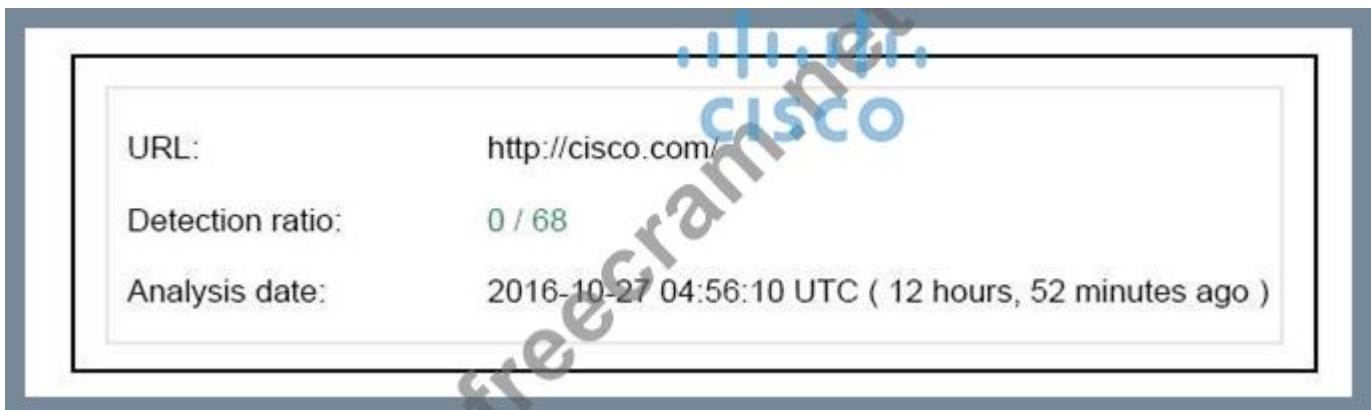 CISCO
URL: http://cisco.com/
Detection ratio: 0 / 68
Analysis date: 2016-10-27 04:56:10 UTC ( 12 hours, 52 minutes ago )
freecram.net